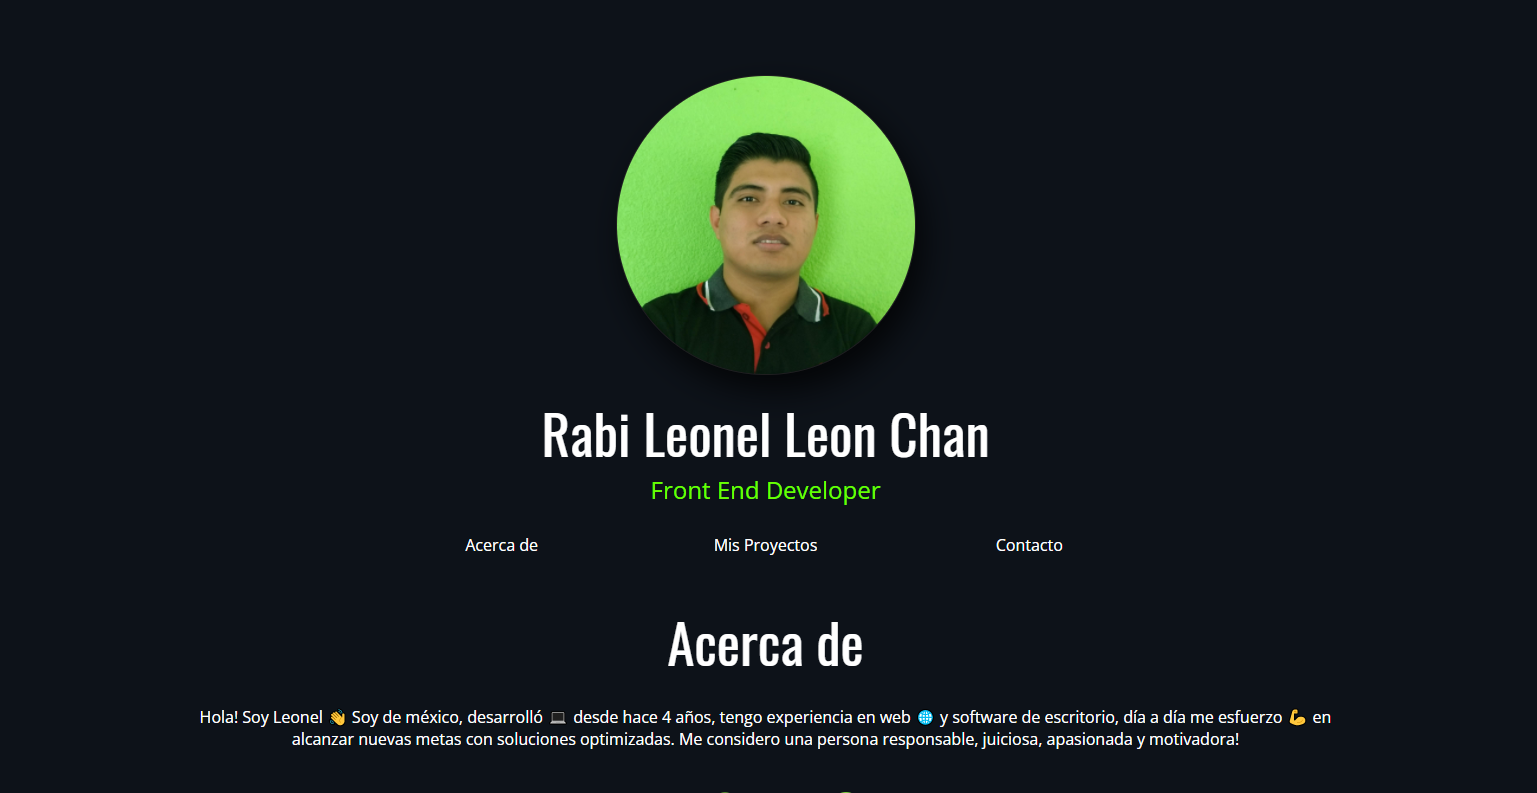 Rabi Leonel Leon Chan
Front End Developer
Acerca de Mis Proyectos Contacto
Acerca de
Hola! Soy Leonel 👋 Soy de méxico, desarrolló 💻 desde hace 4 años, tengo experiencia en web 🌐 y software de escritorio, día a día me esfuerzo 💪 en
alcanzar nuevas metas con soluciones optimizadas. Me considero una persona responsable, juiciosa, apasionada y motivadora!